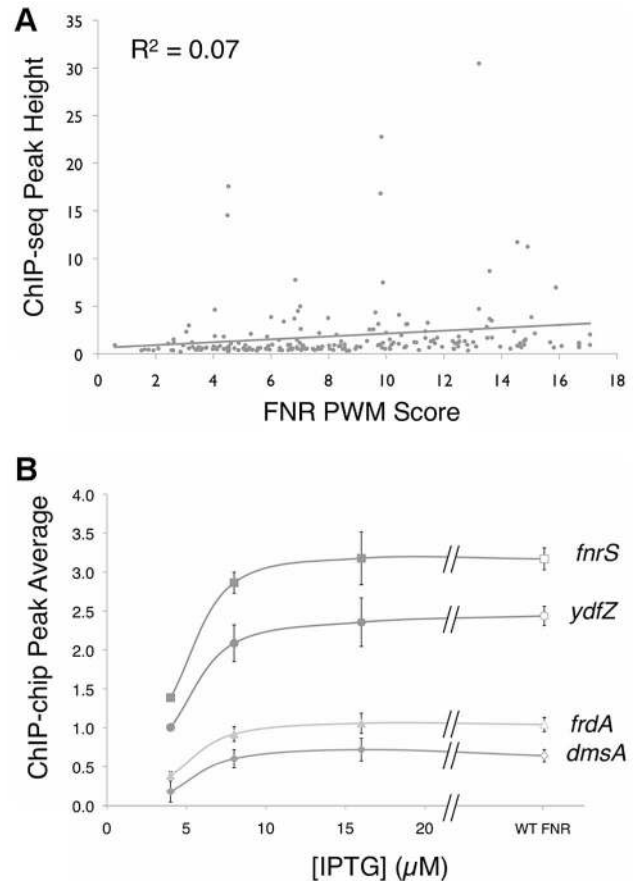 A
R² = 0.07
ChIP-seq Peak Height
35
30
25
20
15
10
5
0
0 2 4 6 8 10 12 14 16 18
FNR PWM Score
B
ChIP-chip Peak Average
4.0
3.5
3.0
2.5
2.0
1.5
1.0
0.5
0.0
fnrS
ydfZ
frdA
dmsA
0 5 10 15 20 WT FNR
[IPTG] (µM)